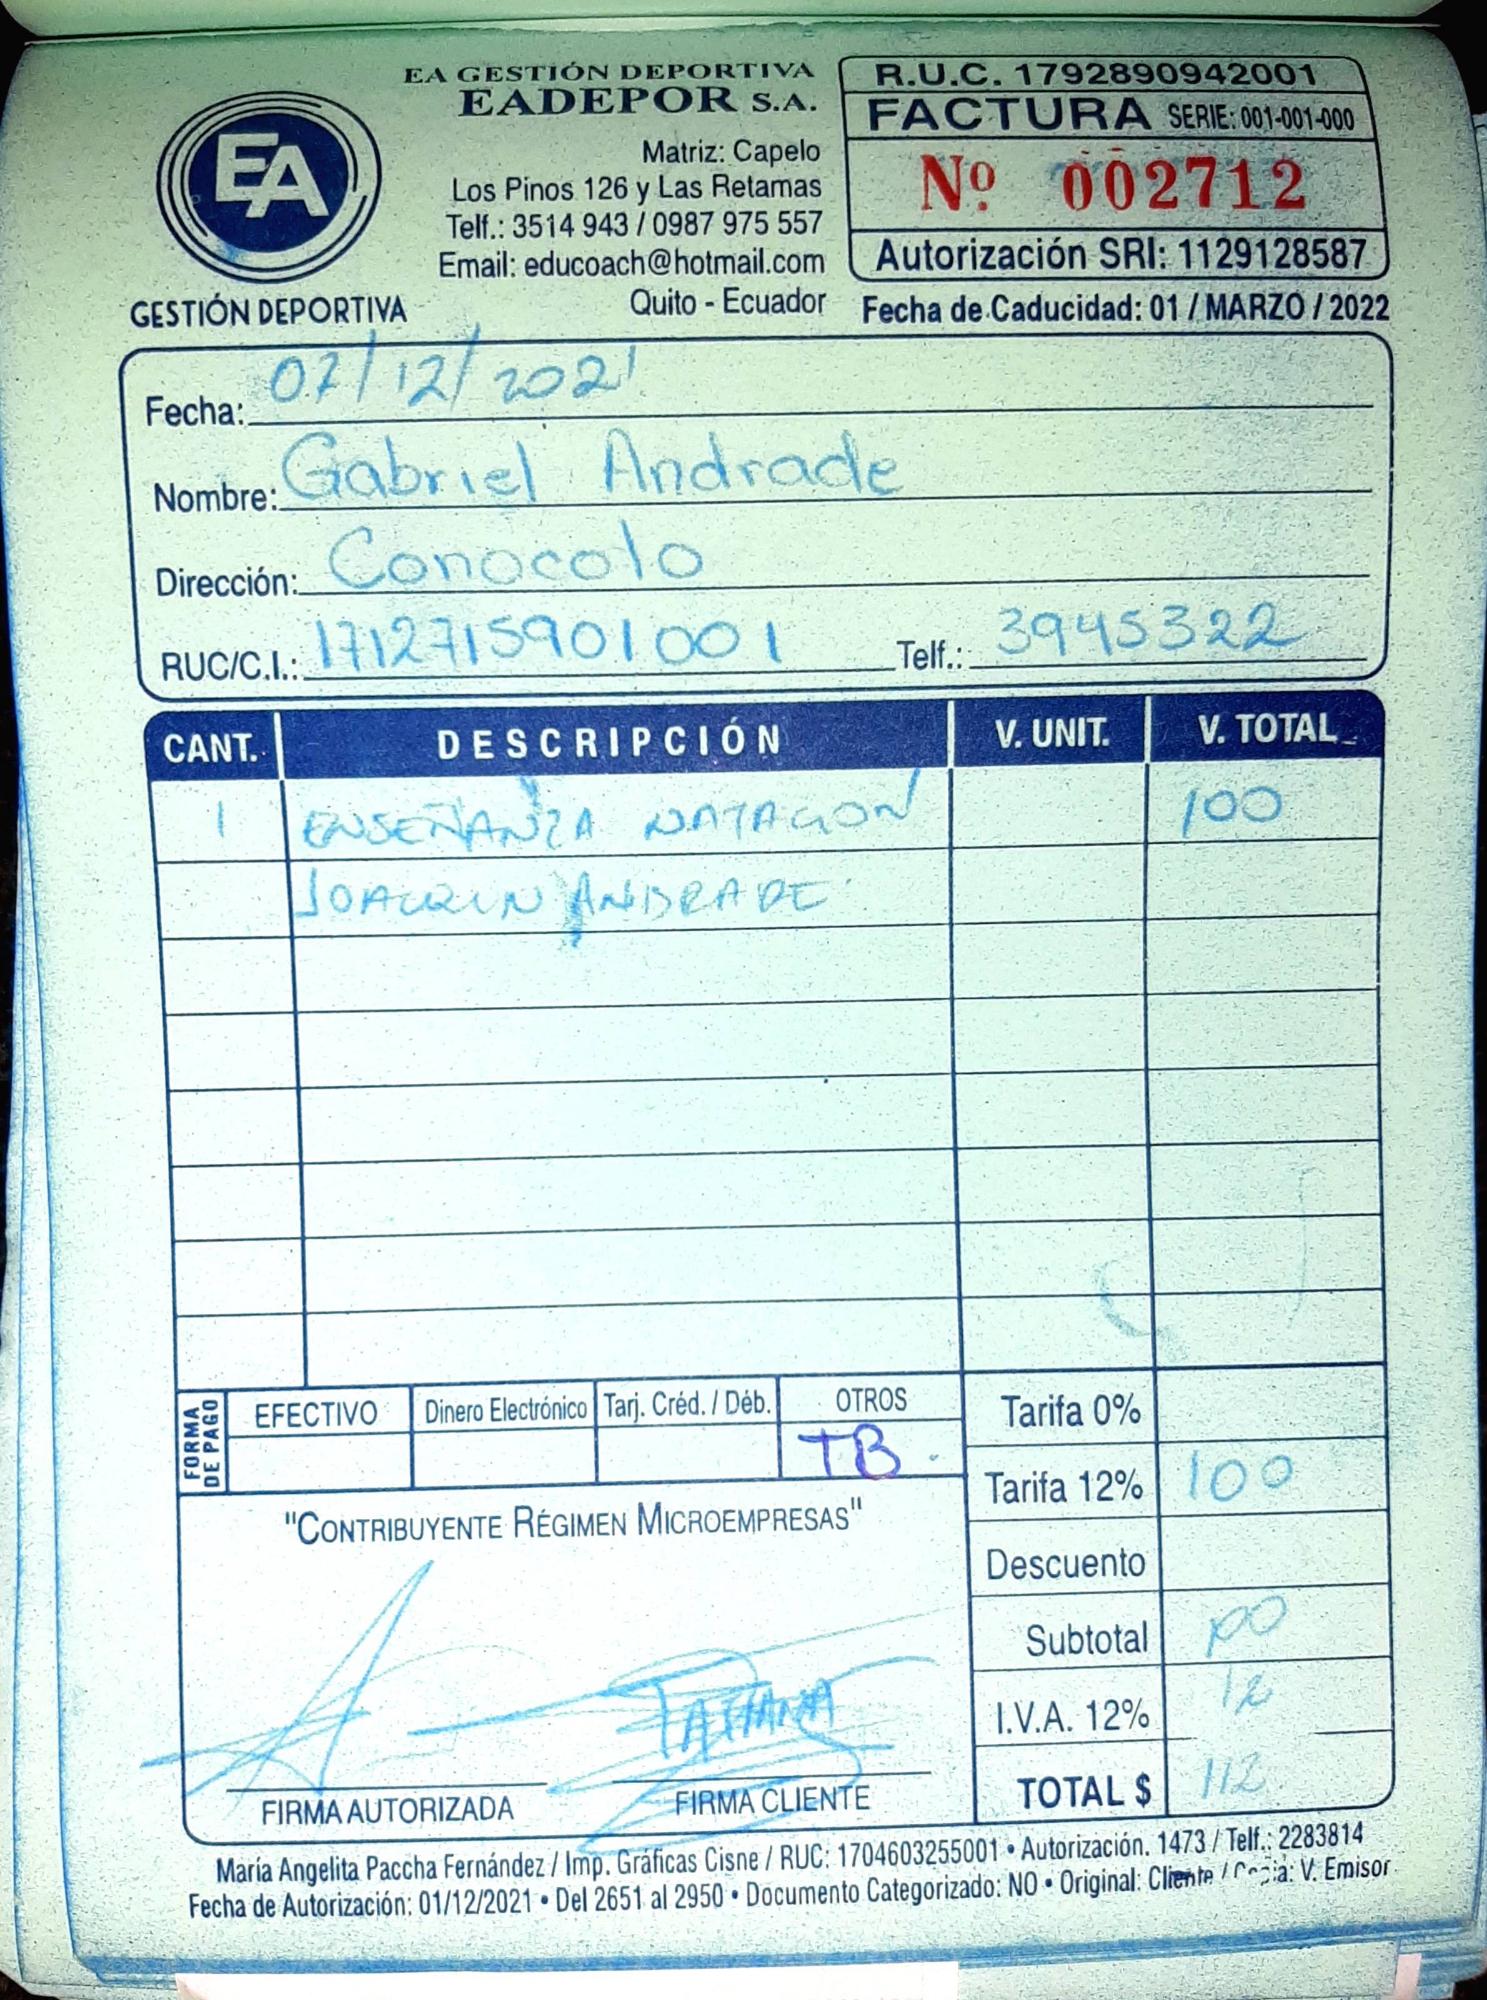 EA GESTIÓN DEPORTIVA
EADEPOR S.A.
Matriz: Capelo
Los Pinos 126 y Las Retamas
Telf.: 3514 943 / 0987 975 557
Email: educoach@hotmail.com
Quito - Ecuador
EA
GESTIÓN DEPORTIVA
R.U.C. 1792890942001
FACTURA SERIE: 001-001-000
Nº 002712
Autorización SRI: 1129128587
Fecha de Caducidad: 01 / MARZO / 2022
Fecha: 07/12/2021
Nombre: Gabriel Andrade
Dirección: Conocoto
RUC/C.I.: 1712715901001 Telf.: 3945322
CANT. DESCRIPCIÓN V. UNIT. V. TOTAL
1 ENSEÑANZA NATACION 100
JOAQUIN ANDRADE
FORMA DE PAGO
EFECTIVO Dinero Electrónico Tarj. Créd. / Déb. OTROS
TB
Tarifa 0%
Tarifa 12% 100
Descuento
Subtotal 100
I.V.A. 12% 12
TOTAL $ 112
"CONTRIBUYENTE RÉGIMEN MICROEMPRESAS"
TATIANA
FIRMA AUTORIZADA FIRMA CLIENTE
María Angelita Paccha Fernández / Imp. Gráficas Cisne / RUC: 1704603255001 • Autorización. 1473 / Telf.: 2283814
Fecha de Autorización: 01/12/2021 • Del 2651 al 2950 • Documento Categorizado: NO • Original: Cliente / Copia: V. Emisor